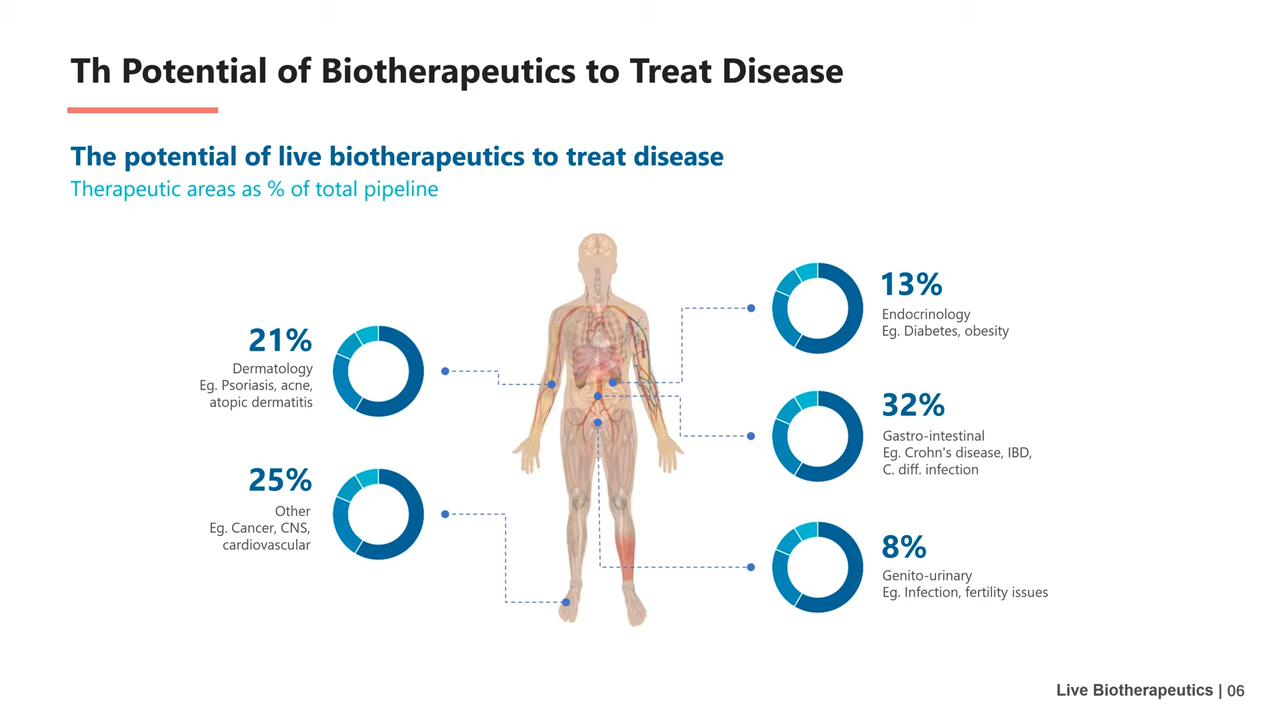 Th Potential of Biotherapeutics to Treat Disease
The potential of live biotherapeutics to treat disease
Therapeutic areas as % of total pipeline
21%
Dermatology
Eg. Psoriasis, acne,
atopic dermatitis
25%
Other
Eg. Cancer, CNS,
cardiovascular
13%
Endocrinology
Eg. Diabetes, obesity
32%
Gastro-intestinal
Eg. Crohn's disease, IBD,
C. diff. infection
8%
Genito-urinary
Eg. Infection, fertility issues
Live Biotherapeutics | 06